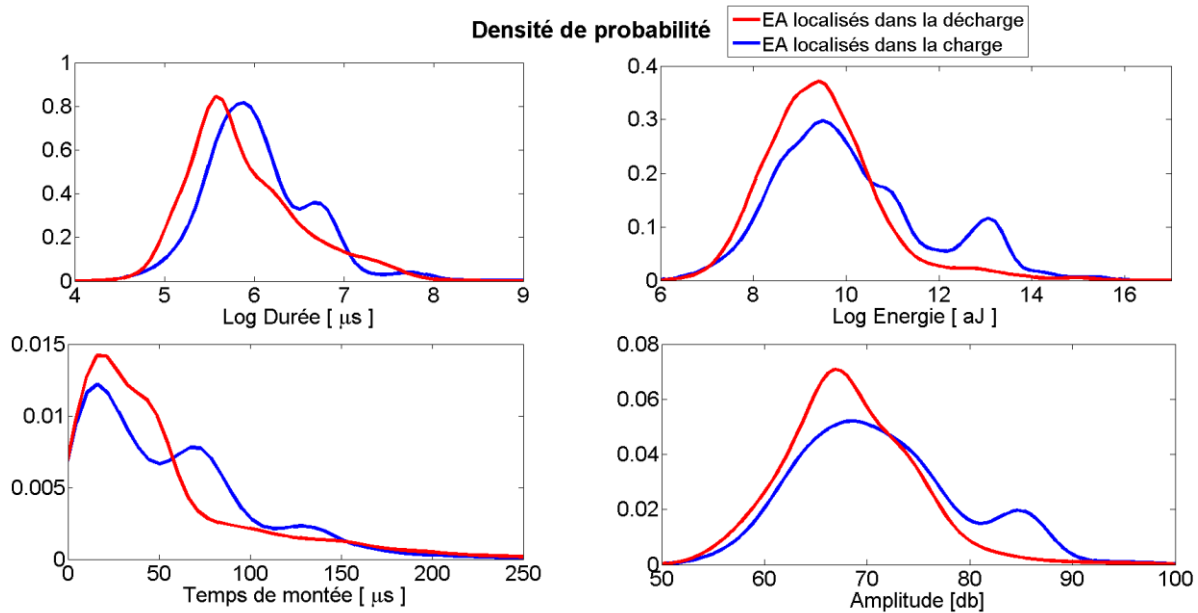 Densité de probabilité
EA localisés dans la décharge
EA localisés dans la charge
1
0.8
0.6
0.4
0.2
0
4 5 6 7 8 9
Log Durée [ μs ]
0.4
0.3
0.2
0.1
0
6 8 10 12 14 16
Log Energie [ aJ ]
0.015
0.01
0.005
0
0 50 100 150 200 250
Temps de montée [ μs ]
0.08
0.06
0.04
0.02
0
50 60 70 80 90 100
Amplitude [db]